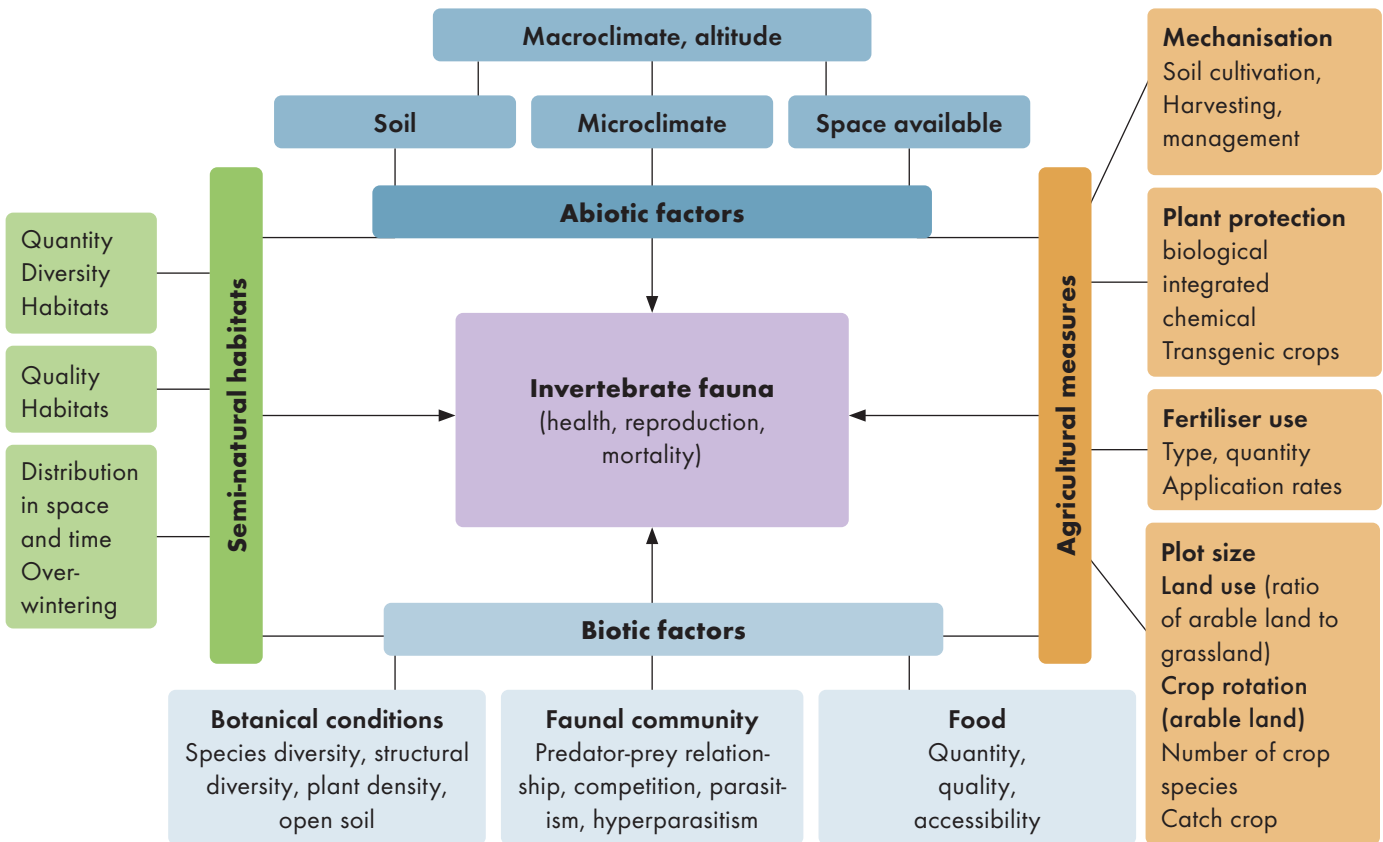 Macroclimate, altitude
Soil
Microclimate
Space available
Abiotic factors
Semi-natural habitats
Quantity
Diversity
Habitats
Quality
Habitats
Distribution
in space
and time
Over-
wintering
Invertebrate fauna
(health, reproduction,
mortality)
Biotic factors
Botanical conditions
Species diversity, structural
diversity, plant density,
open soil
Faunal community
Predator-prey relation-
ship, competition, parasit-
ism, hyperparasitism
Food
Quantity,
quality,
accessibility
Agricultural measures
Mechanisation
Soil cultivation,
Harvesting,
management
Plant protection
biological
integrated
chemical
Transgenic crops
Fertiliser use
Type, quantity
Application rates
Plot size
Land use (ratio
of arable land to
grassland)
Crop rotation
(arable land)
Number of crop
species
Catch crop